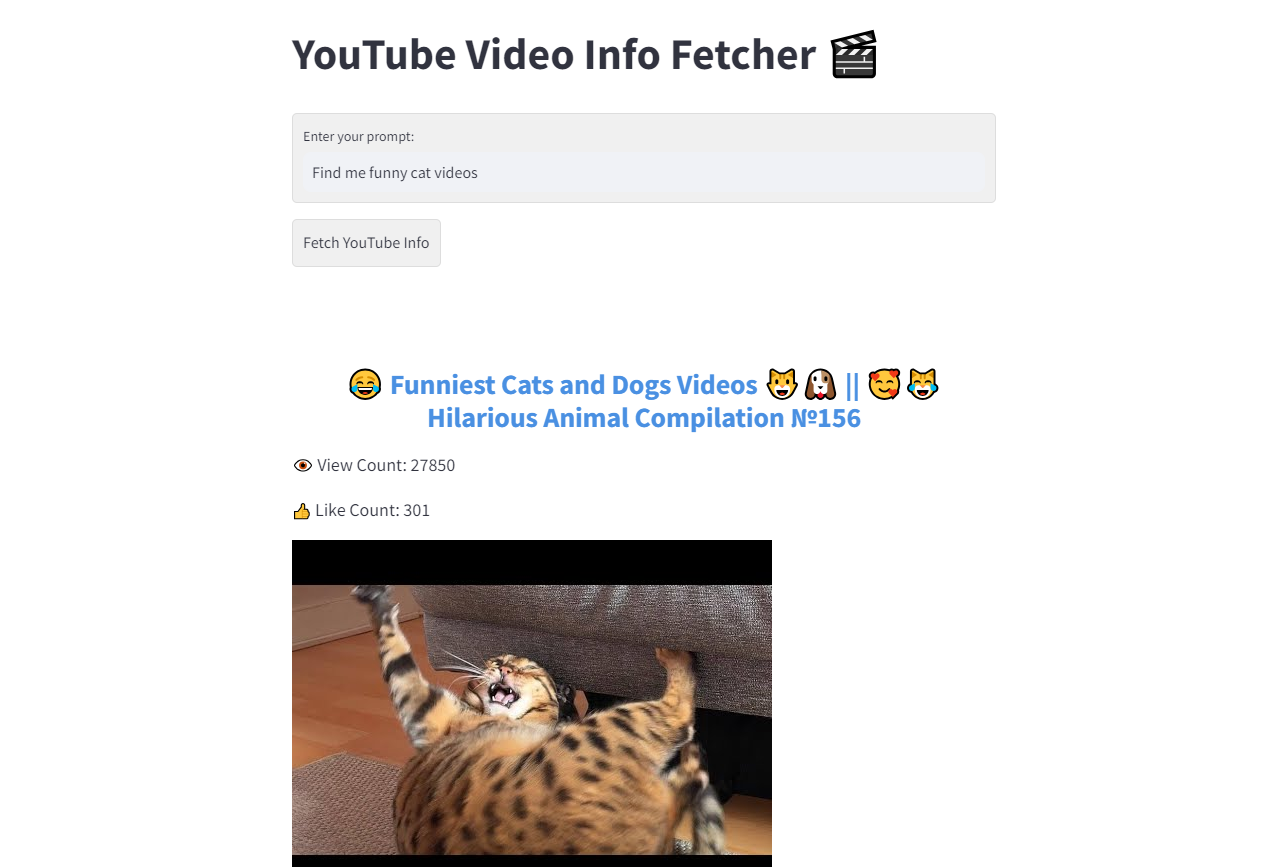 YouTube Video Info Fetcher 🎬
Enter your prompt:
Find me funny cat videos
Fetch YouTube Info
😂 Funniest Cats and Dogs Videos 😺🐶 || 🥰😹
Hilarious Animal Compilation №156
👁️ View Count: 27850
👍 Like Count: 301